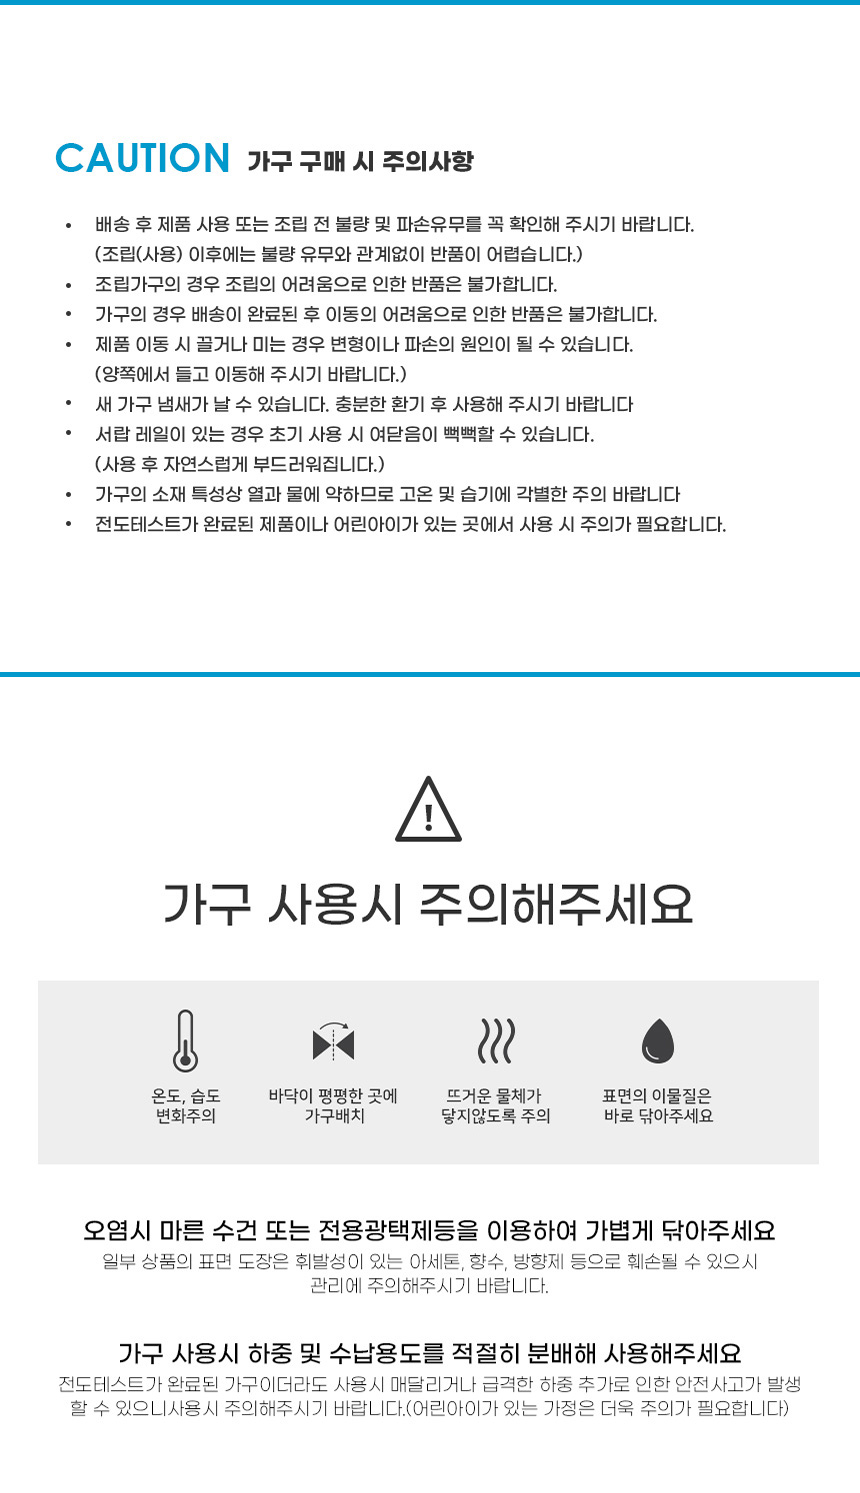 CAUTION 가구 구매 시 주의사항
• 배송 후 제품 사용 또는 조립 전 불량 및 파손유무를 꼭 확인해 주시기 바랍니다.
(조립(사용) 이후에는 불량 유무와 관계없이 반품이 어렵습니다.)
• 조립가구의 경우 조립의 어려움으로 인한 반품은 불가합니다.
• 가구의 경우 배송이 완료된 후 이동의 어려움으로 인한 반품은 불가합니다.
• 제품 이동 시 끌거나 미는 경우 변형이나 파손의 원인이 될 수 있습니다.
(양쪽에서 들고 이동해 주시기 바랍니다.)
• 새 가구 냄새가 날 수 있습니다. 충분한 환기 후 사용해 주시기 바랍니다
• 서랍 레일이 있는 경우 초기 사용 시 여닫음이 뻑뻑할 수 있습니다.
(사용 후 자연스럽게 부드러워집니다.)
• 가구의 소재 특성상 열과 물에 약하므로 고온 및 습기에 각별한 주의 바랍니다
• 전도테스트가 완료된 제품이나 어린아이가 있는 곳에서 사용 시 주의가 필요합니다.
!
가구 사용시 주의해주세요
온도, 습도
변화주의
바닥이 평평한 곳에
가구배치
뜨거운 물체가
닿지않도록 주의
표면의 이물질은
바로 닦아주세요
오염시 마른 수건 또는 전용광택제등을 이용하여 가볍게 닦아주세요
일부 상품의 표면 도장은 휘발성이 있는 아세톤, 향수, 방향제 등으로 훼손될 수 있으시
관리에 주의해주시기 바랍니다.
가구 사용시 하중 및 수납용도를 적절히 분배해 사용해주세요
전도테스트가 완료된 가구이더라도 사용시 매달리거나 급격한 하중 추가로 인한 안전사고가 발생
할 수 있으니사용시 주의해주시기 바랍니다.(어린아이가 있는 가정은 더욱 주의가 필요합니다)